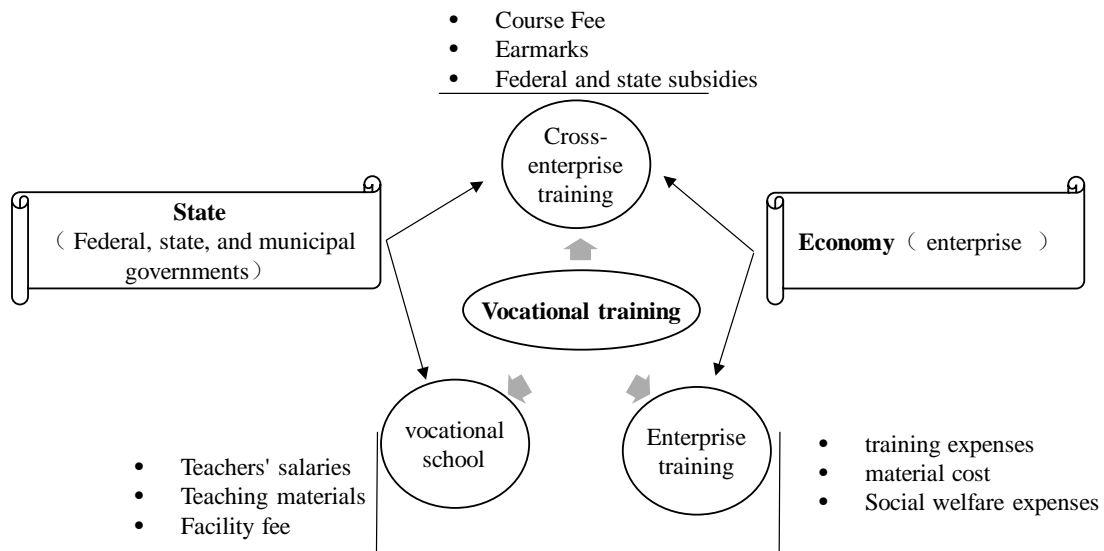 • Course Fee
• Earmarks
• Federal and state subsidies
Cross-
enterprise
training
State
（ Federal, state, and municipal
governments）
Economy（ enterprise ）
Vocational training
vocational
school
Enterprise
training
• Teachers' salaries
• Teaching materials
• Facility fee
• training expenses
• material cost
• Social welfare expenses